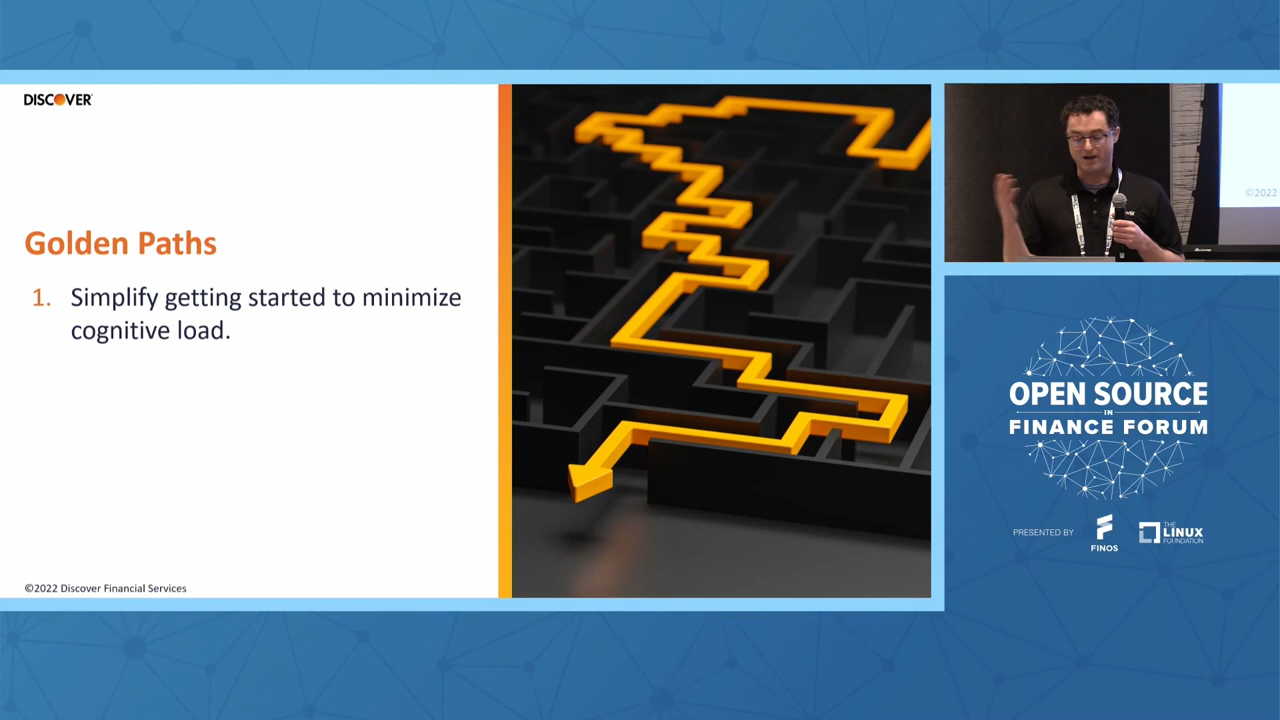 DISCOVER
Golden Paths
1. Simplify getting started to minimize
cognitive load.
©2022 Discover Financial Services
©2022
OPEN SOURCE
IN
FINANCE FORUM
PRESENTED BY
FINOS
THE
LINUX
FOUNDATION